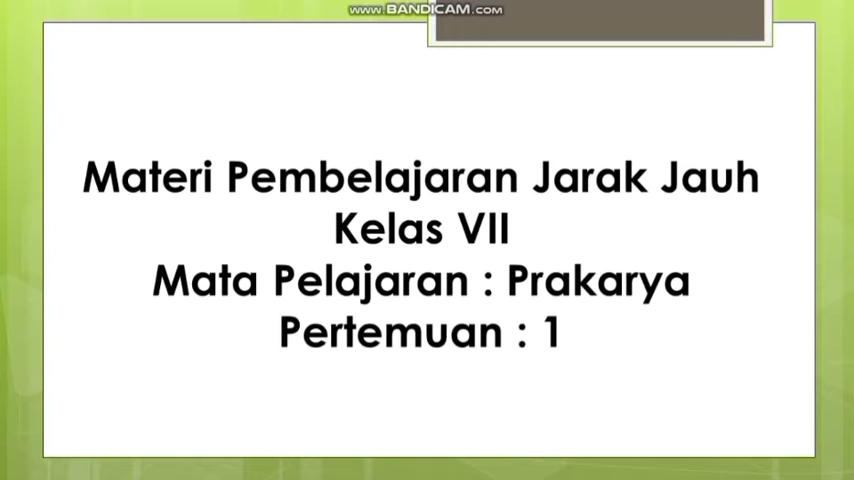 www.BANDICAM.com
Materi Pembelajaran Jarak Jauh
Kelas VII
Mata Pelajaran : Prakarya
Pertemuan : 1